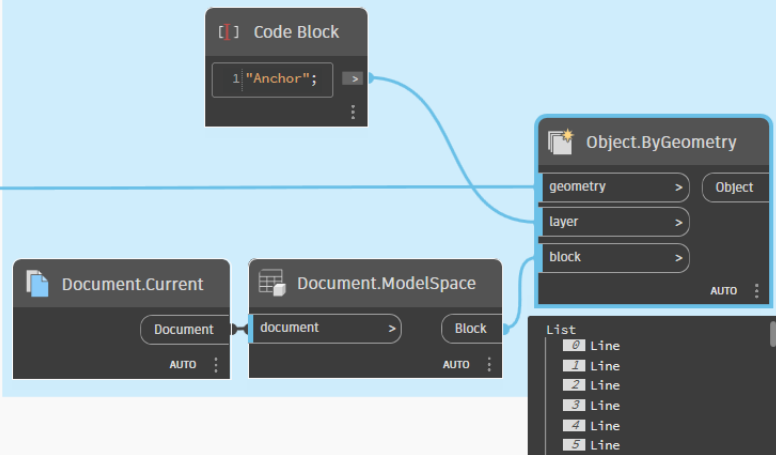 [I] Code Block
1 "Anchor"; >
Object.ByGeometry
geometry > Object
layer >
block >
AUTO
Document.Current
Document
AUTO
Document.ModelSpace
document > Block
AUTO
List
0 Line
1 Line
2 Line
3 Line
4 Line
5 Line